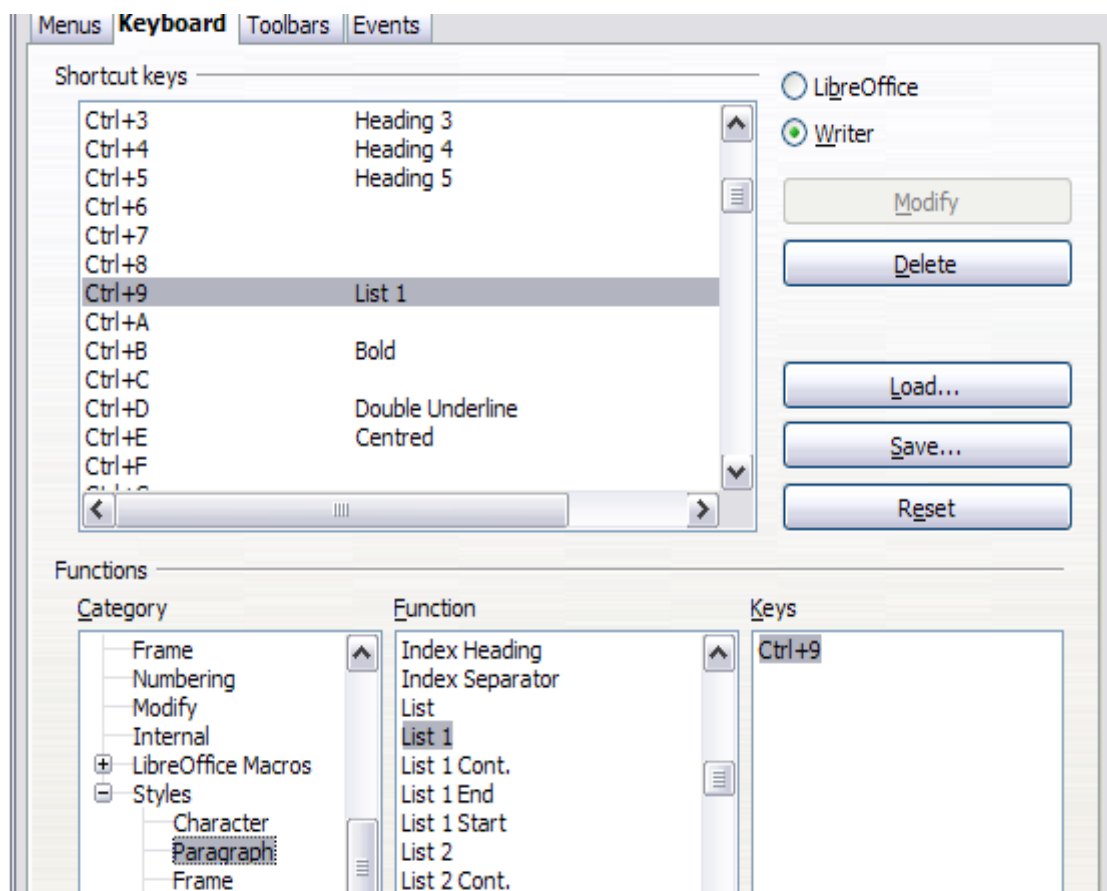 Menus Keyboard Toolbars Events
Shortcut keys
LibreOffice
Writer
Ctrl+3 Heading 3
Ctrl+4 Heading 4
Ctrl+5 Heading 5
Ctrl+6
Ctrl+7
Ctrl+8
Ctrl+9 List 1
Ctrl+A
Ctrl+B Bold
Ctrl+C
Ctrl+D Double Underline
Ctrl+E Centred
Ctrl+F
Modify
Delete
Load...
Save...
Reset
Functions
Category
Frame
Numbering
Modify
Internal
LibreOffice Macros
Styles
Character
Paragraph
Frame
Function
Index Heading
Index Separator
List
List 1
List 1 Cont.
List 1 End
List 1 Start
List 2
List 2 Cont.
Keys
Ctrl+9